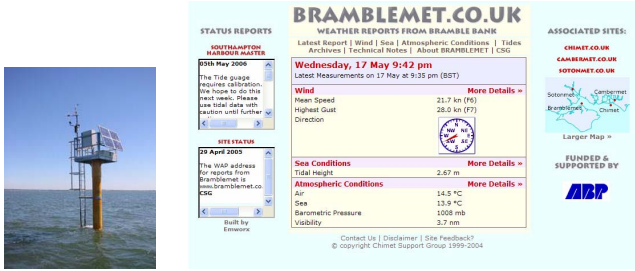 BRAMBLEMET.CO.UK
WEATHER REPORTS FROM BRAMBLE BANK
Latest Report | Wind | Sea | Atmospheric Conditions | Tides
Archives | Technical Notes | About BRAMBLEMET | CSG
STATUS REPORTS
SOUTHAMPTON
HARBOUR MASTER
05th May 2006
The Tide guage
requires calibration.
We hope to do this
next week. Please
use tidal data with
caution until further
SITE STATUS
29 April 2005
The WAP address
for reports from
Bramblemet is
www.bramblemet.co.
CSG
Built by
Emworx
Wednesday, 17 May 9:42 pm
Latest Measurements on 17 May at 9:35 pm (BST)
Wind More Details »
Mean Speed 21.7 kn (F6)
Highest Gust 28.0 kn (F7)
Direction
N
NW NE
W E
SW SE
S
Sea Conditions More Details »
Tidal Height 2.67 m
Atmospheric Conditions More Details »
Air 14.5 °C
Sea 13.9 °C
Barometric Pressure 1008 mb
Visibility 3.7 nm
Contact Us | Disclaimer | Site Feedback?
© copyright Chimet Support Group 1999-2004
ASSOCIATED SITES:
CHIMET.CO.UK
CAMBERMET.CO.UK
SOTONMET.CO.UK
Sotonmet Cambermet
Bramblemet Chimet
Larger Map »
FUNDED &
SUPPORTED BY
ABP